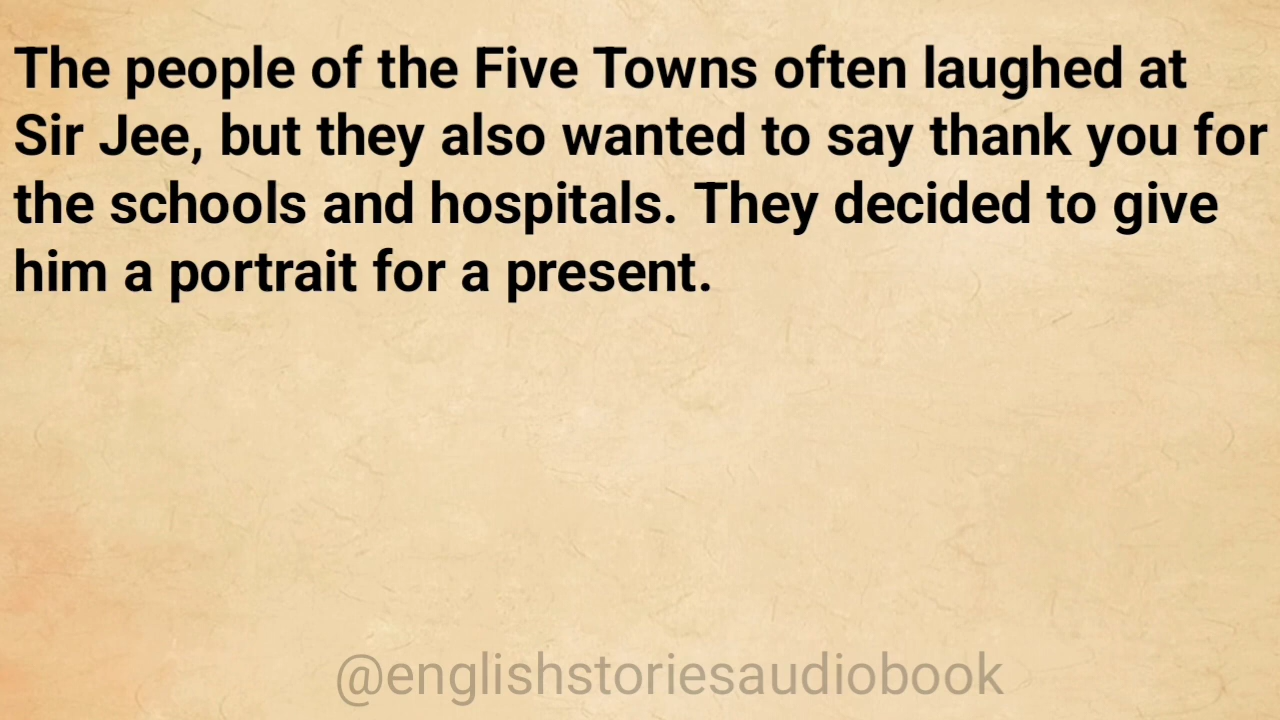 The people of the Five Towns often laughed at
Sir Jee, but they also wanted to say thank you for
the schools and hospitals. They decided to give
him a portrait for a present.
@englishstoriesaudiobook